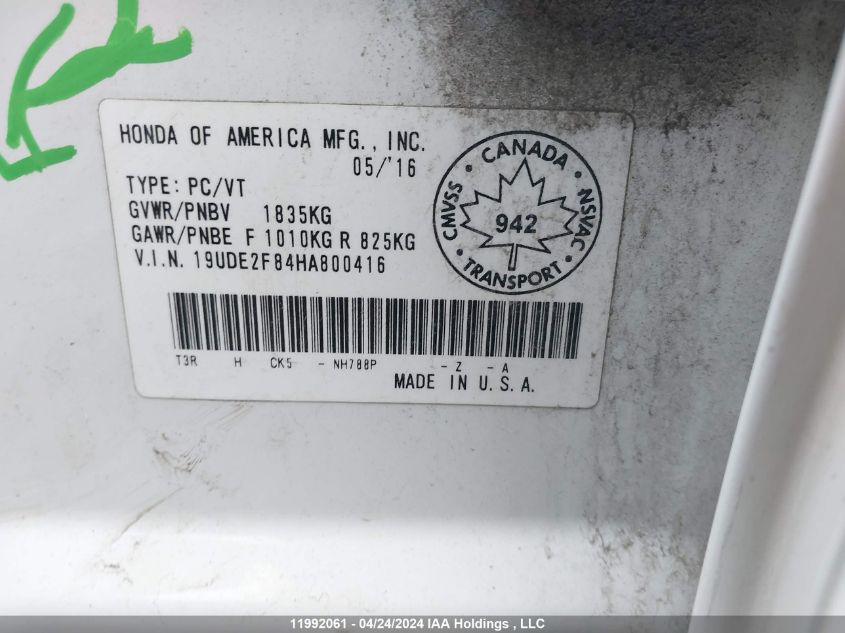 HONDA OF AMERICA MFG., INC.
05/'16
TYPE: PC/VT
GVWR/PNBV 1835KG
GAWR/PNBE F 1010KG R 825KG
V.I.N. 19UDE2F84HA800416
CMVSS • CANADA • NSVAC • TRANSPORT •
942
T3R H CK5 - NH788P - Z - A
MADE IN U.S.A.
11992061 - 04/24/2024 IAA Holdings , LLC